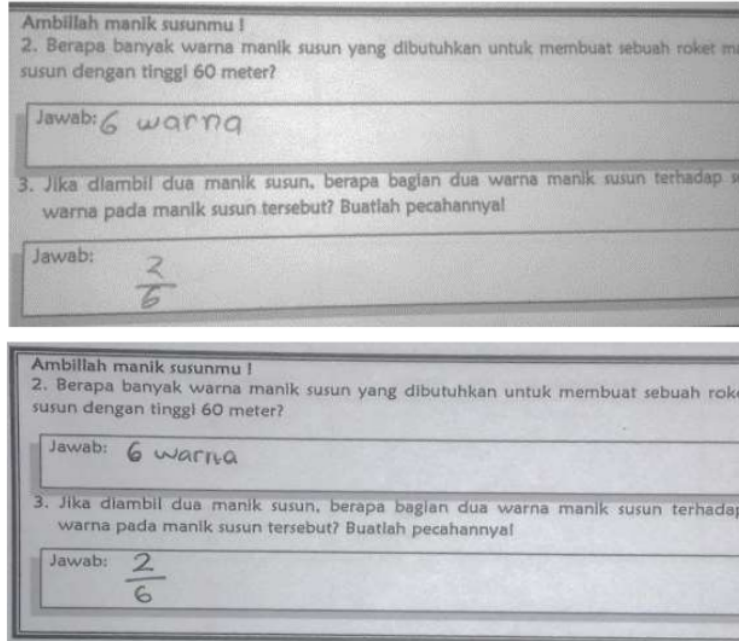 Ambillah manik susunmu !
2. Berapa banyak warna manik susun yang dibutuhkan untuk membuat sebuah roket
susun dengan tinggi 60 meter?
Jawab: 6 warna
3. Jika diambil dua manik susun, berapa bagian dua warna manik susun terhadap
warna pada manik susun tersebut? Buatlah pecahannya!
Jawab:
2
6
Ambillah manik susunmu !
2. Berapa banyak warna manik susun yang dibutuhkan untuk membuat sebuah
susun dengan tinggi 60 meter?
Jawab: 6 warna
3. Jika diambil dua manik susun, berapa bagian dua warna manik susun
warna pada manik susun tersebut? Buatlah pecahannya!
Jawab:
2
6